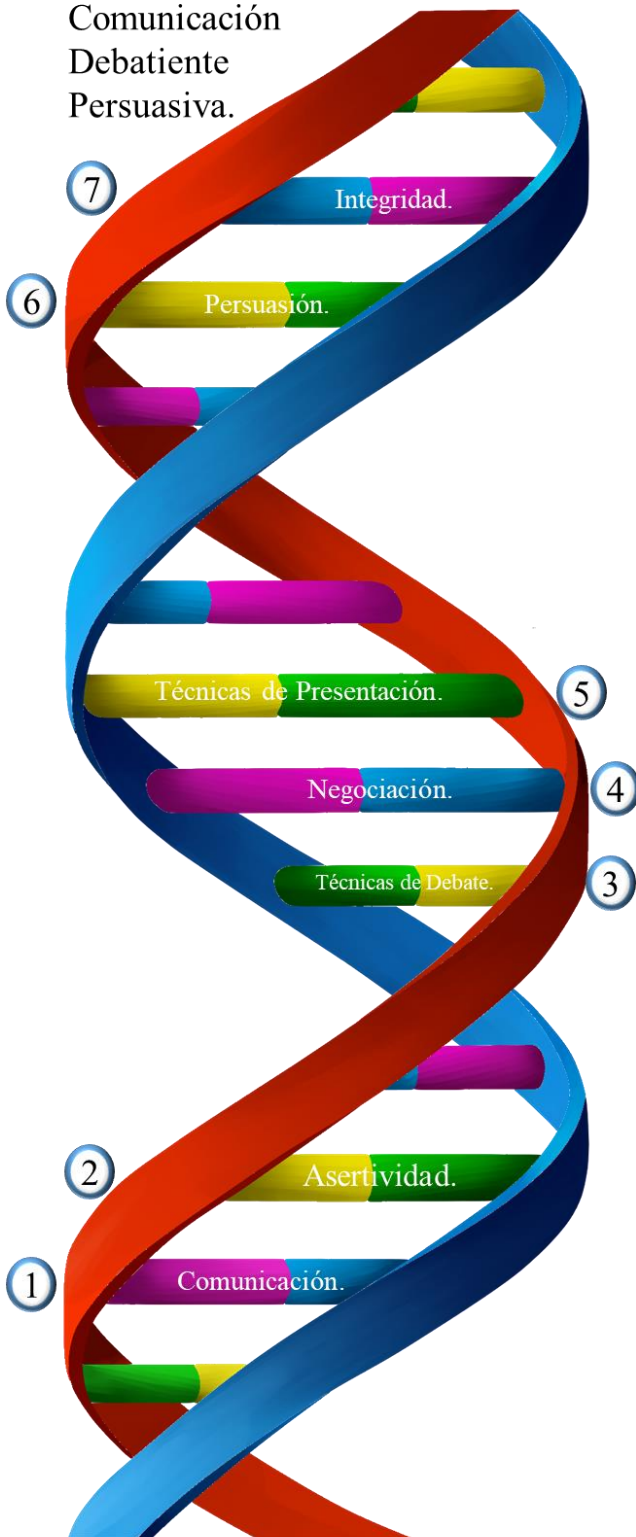 Comunicación
Debatiente
Persuasiva.
7
Integridad.
6
Persuasión.
Técnicas de Presentación.
5
Negociación.
4
Técnicas de Debate.
3
2
Asertividad.
1
Comunicación.